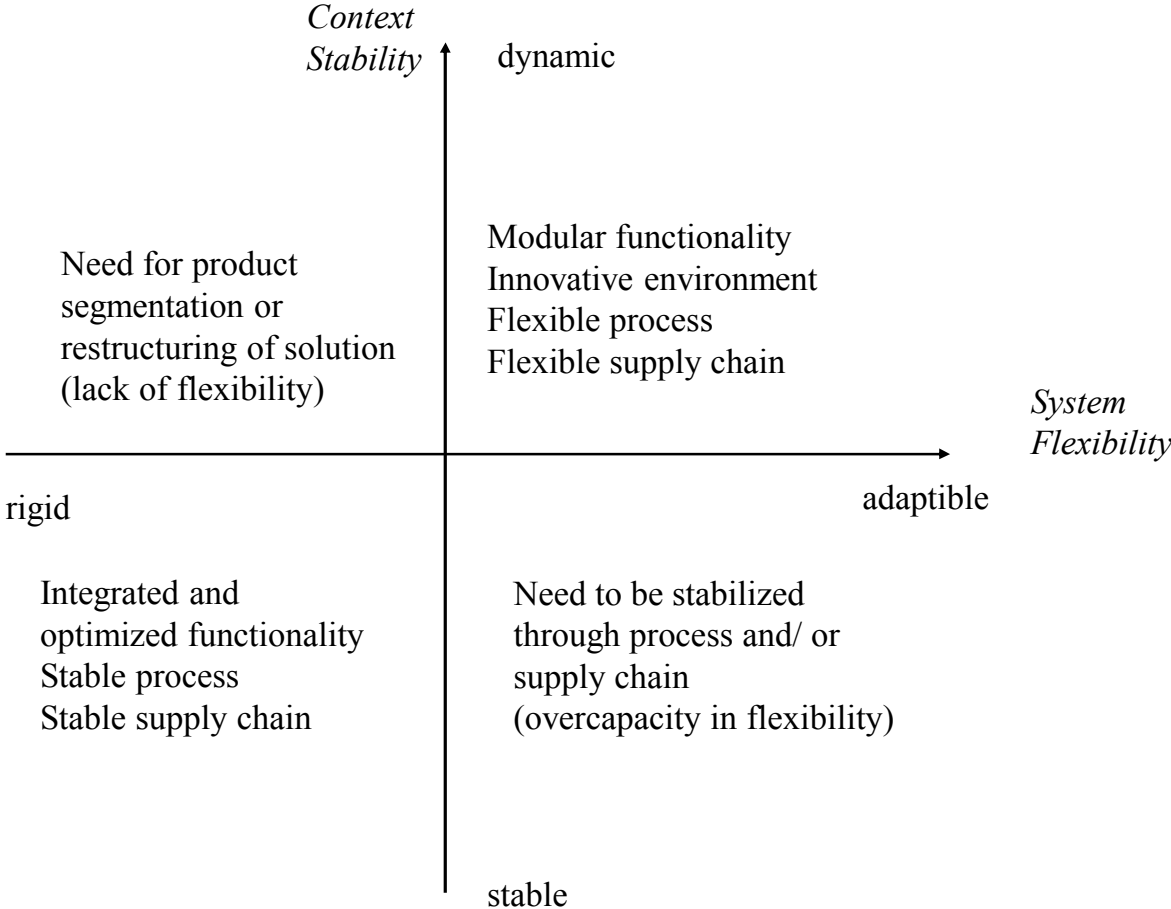 Context
Stability
dynamic
Need for product
segmentation or
restructuring of solution
(lack of flexibility)
Modular functionality
Innovative environment
Flexible process
Flexible supply chain
System
Flexibility
rigid
adaptible
Integrated and
optimized functionality
Stable process
Stable supply chain
Need to be stabilized
through process and/ or
supply chain
(overcapacity in flexibility)
stable